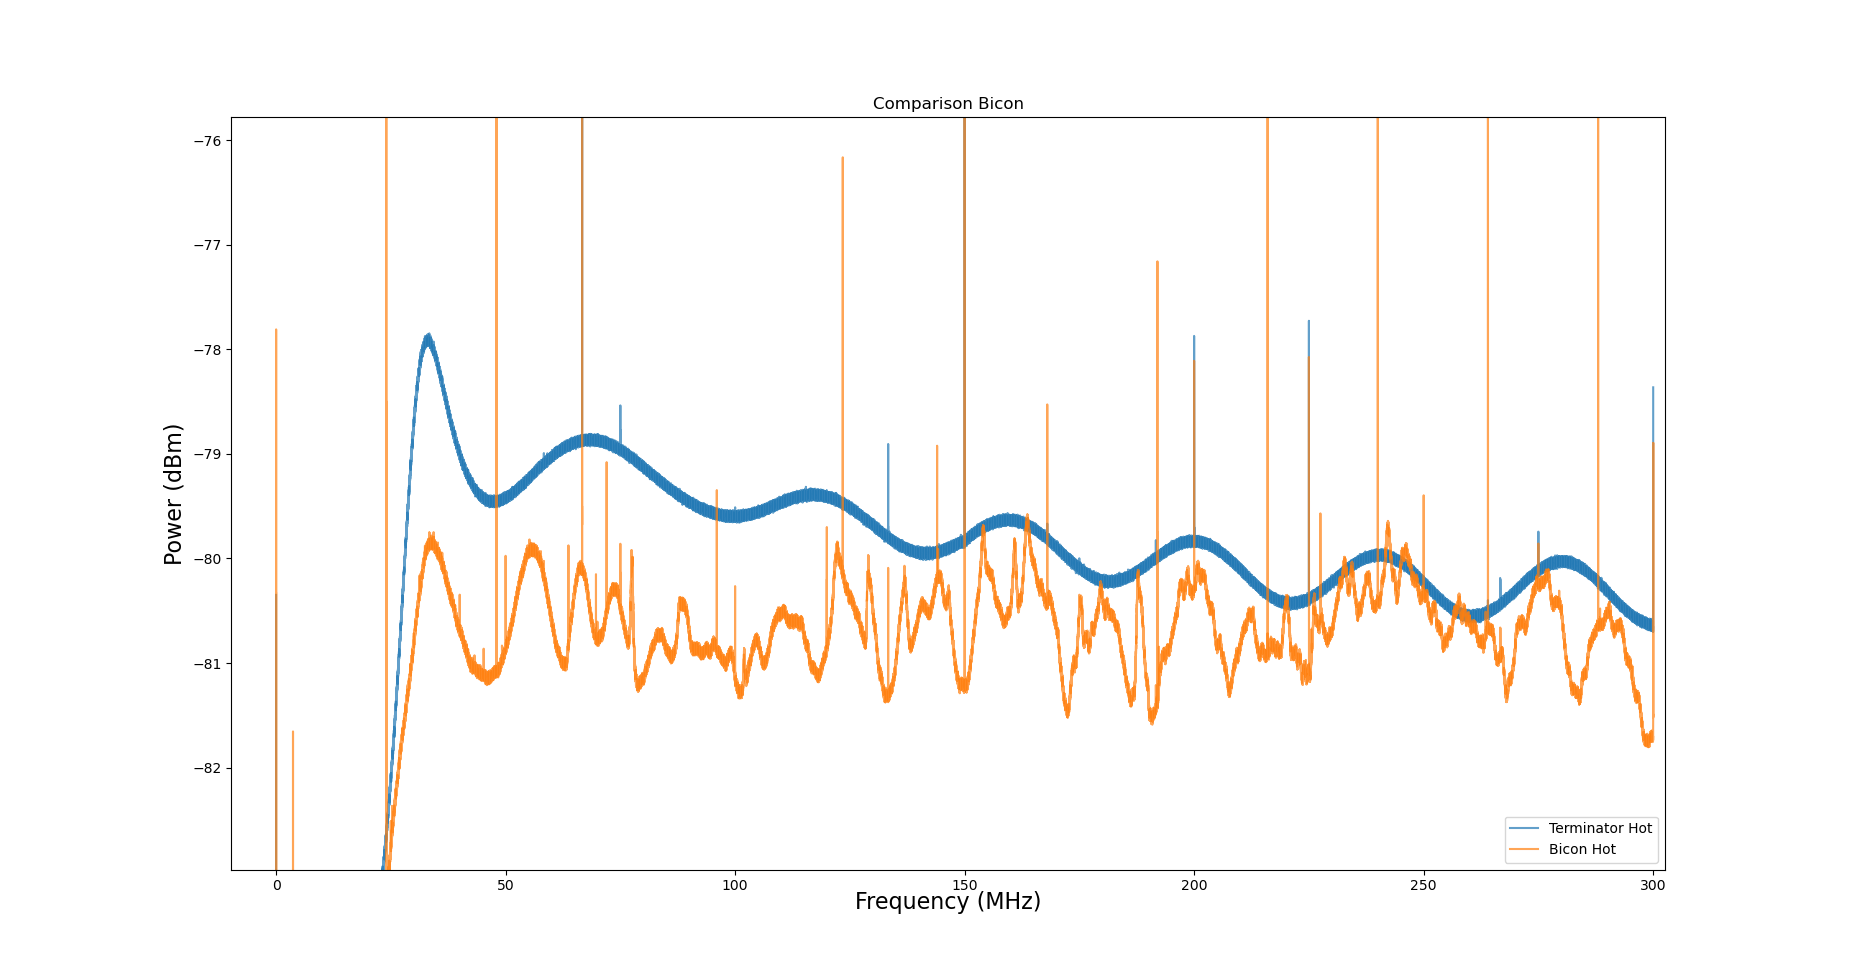 Comparison Bicon
−76
−77
−78
−79
−80
−81
−82
Power (dBm)
0 50 100 150 200 250 300
Frequency (MHz)
Terminator Hot
Bicon Hot